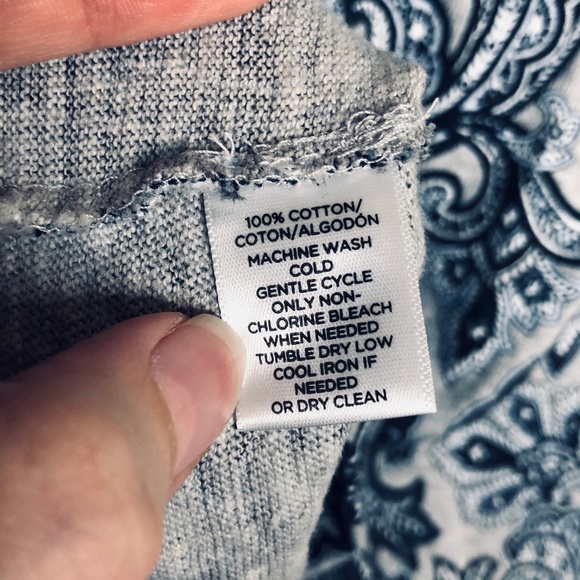 100% COTTON/
COTON/ALGODÓN
MACHINE WASH
COLD
GENTLE CYCLE
ONLY NON-
CHLORINE BLEACH
WHEN NEEDED
TUMBLE DRY LOW
COOL IRON IF
NEEDED
OR DRY CLEAN